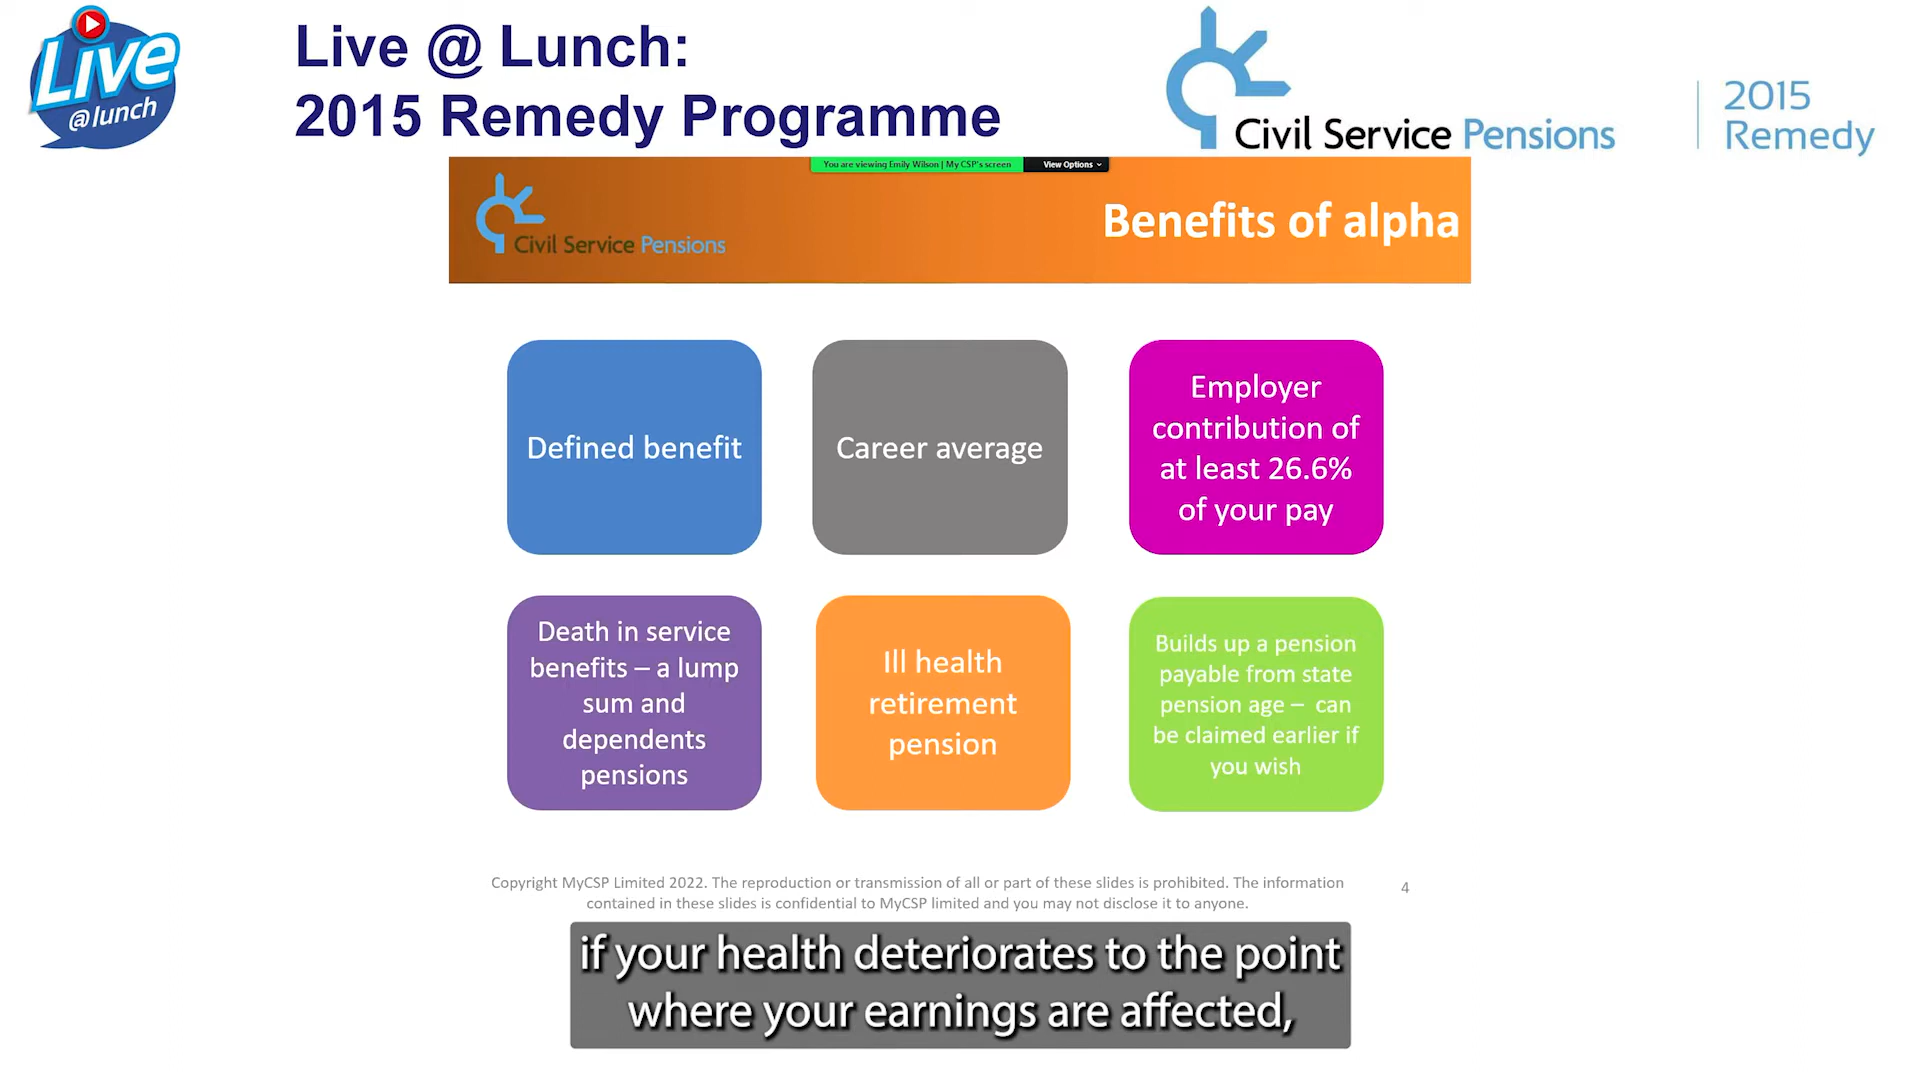 Live
@lunch
Live @ Lunch:
2015 Remedy Programme
Civil Service Pensions
2015
Remedy
You are viewing Emily Wilson | My CSP's screen
View Options
Civil Service Pensions
Benefits of alpha
Defined benefit
Career average
Employer
contribution of
at least 26.6%
of your pay
Death in service
benefits – a lump
sum and
dependents
pensions
Ill health
retirement
pension
Builds up a pension
payable from state
pension age – can
be claimed earlier if
you wish
Copyright MyCSP Limited 2022. The reproduction or transmission of all or part of these slides is prohibited. The information
contained in these slides is confidential to MyCSP limited and you may not disclose it to anyone.
4
if your health deteriorates to the point
where your earnings are affected,